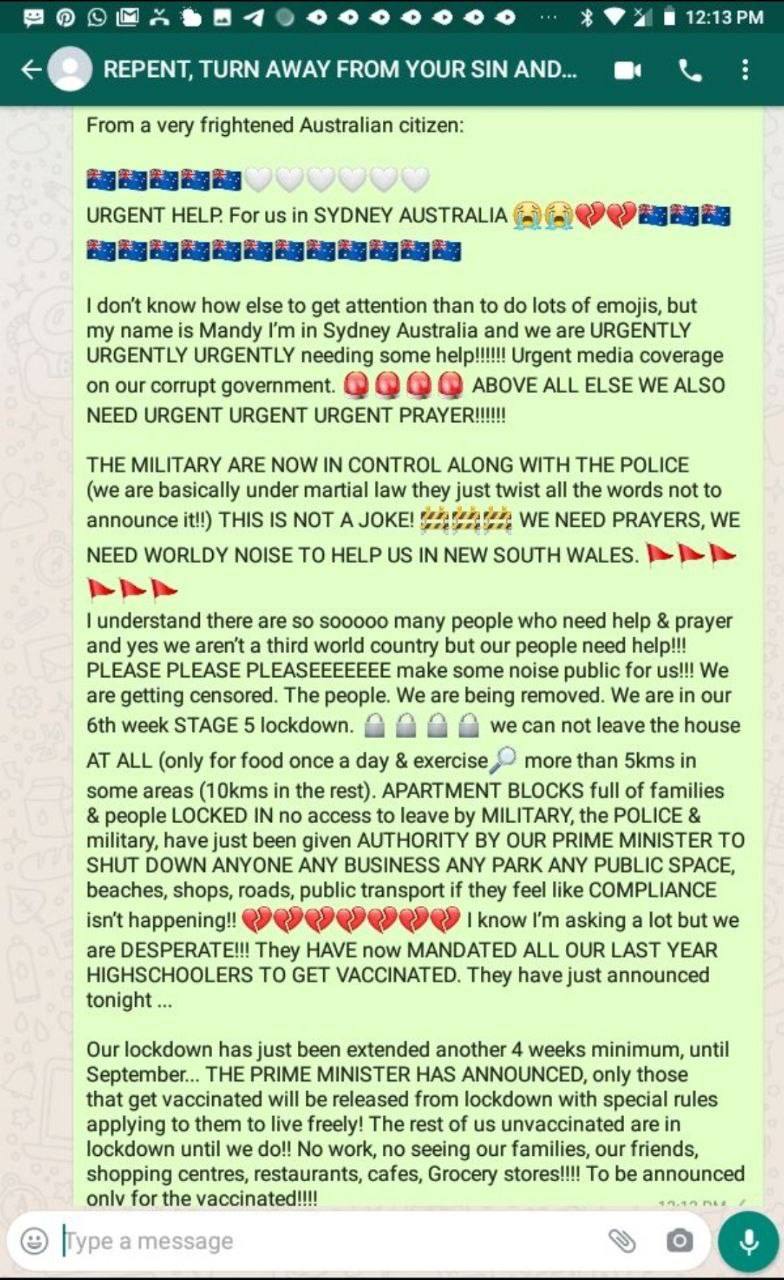 12:13 PM
REPENT, TURN AWAY FROM YOUR SIN AND...
From a very frightened Australian citizen:
🇦🇺🇦🇺🇦🇺🇦🇺🇦🇺🤍🤍🤍🤍🤍🤍
URGENT HELP. For us in SYDNEY AUSTRALIA 😭😭💔💔🇦🇺🇦🇺🇦🇺
🇦🇺🇦🇺🇦🇺🇦🇺🇦🇺🇦🇺🇦🇺🇦🇺🇦🇺🇦🇺🇦🇺🇦🇺
I don't know how else to get attention than to do lots of emojis, but
my name is Mandy I'm in Sydney Australia and we are URGENTLY
URGENTLY URGENTLY needing some help!!!!!! Urgent media coverage
on our corrupt government. 🚨🚨🚨🚨 ABOVE ALL ELSE WE ALSO
NEED URGENT URGENT URGENT PRAYER!!!!!!
THE MILITARY ARE NOW IN CONTROL ALONG WITH THE POLICE
(we are basically under martial law they just twist all the words not to
announce it!!) THIS IS NOT A JOKE! 🚧🚧🚧 WE NEED PRAYERS, WE
NEED WORLDY NOISE TO HELP US IN NEW SOUTH WALES. 🚩🚩🚩
🚩🚩🚩
I understand there are so sooooo many people who need help & prayer
and yes we aren't a third world country but our people need help!!!
PLEASE PLEASE PLEASEEEEEEE make some noise public for us!!! We
are getting censored. The people. We are being removed. We are in our
6th week STAGE 5 lockdown. 🔒🔒🔒🔒 we can not leave the house
AT ALL (only for food once a day & exercise🔎 more than 5kms in
some areas (10kms in the rest). APARTMENT BLOCKS full of families
& people LOCKED IN no access to leave by MILITARY, the POLICE &
military, have just been given AUTHORITY BY OUR PRIME MINISTER TO
SHUT DOWN ANYONE ANY BUSINESS ANY PARK ANY PUBLIC SPACE,
beaches, shops, roads, public transport if they feel like COMPLIANCE
isn't happening!! 💔💔💔💔💔💔💔 I know I'm asking a lot but we
are DESPERATE!!! They HAVE now MANDATED ALL OUR LAST YEAR
HIGHSCHOOLERS TO GET VACCINATED. They have just announced
tonight ...
Our lockdown has just been extended another 4 weeks minimum, until
September... THE PRIME MINISTER HAS ANNOUNCED, only those
that get vaccinated will be released from lockdown with special rules
applying to them to live freely! The rest of us unvaccinated are in
lockdown until we do!! No work, no seeing our families, our friends,
shopping centres, restaurants, cafes, Grocery stores!!!! To be announced
only for the vaccinated!!!!
12:13 PM
Type a message